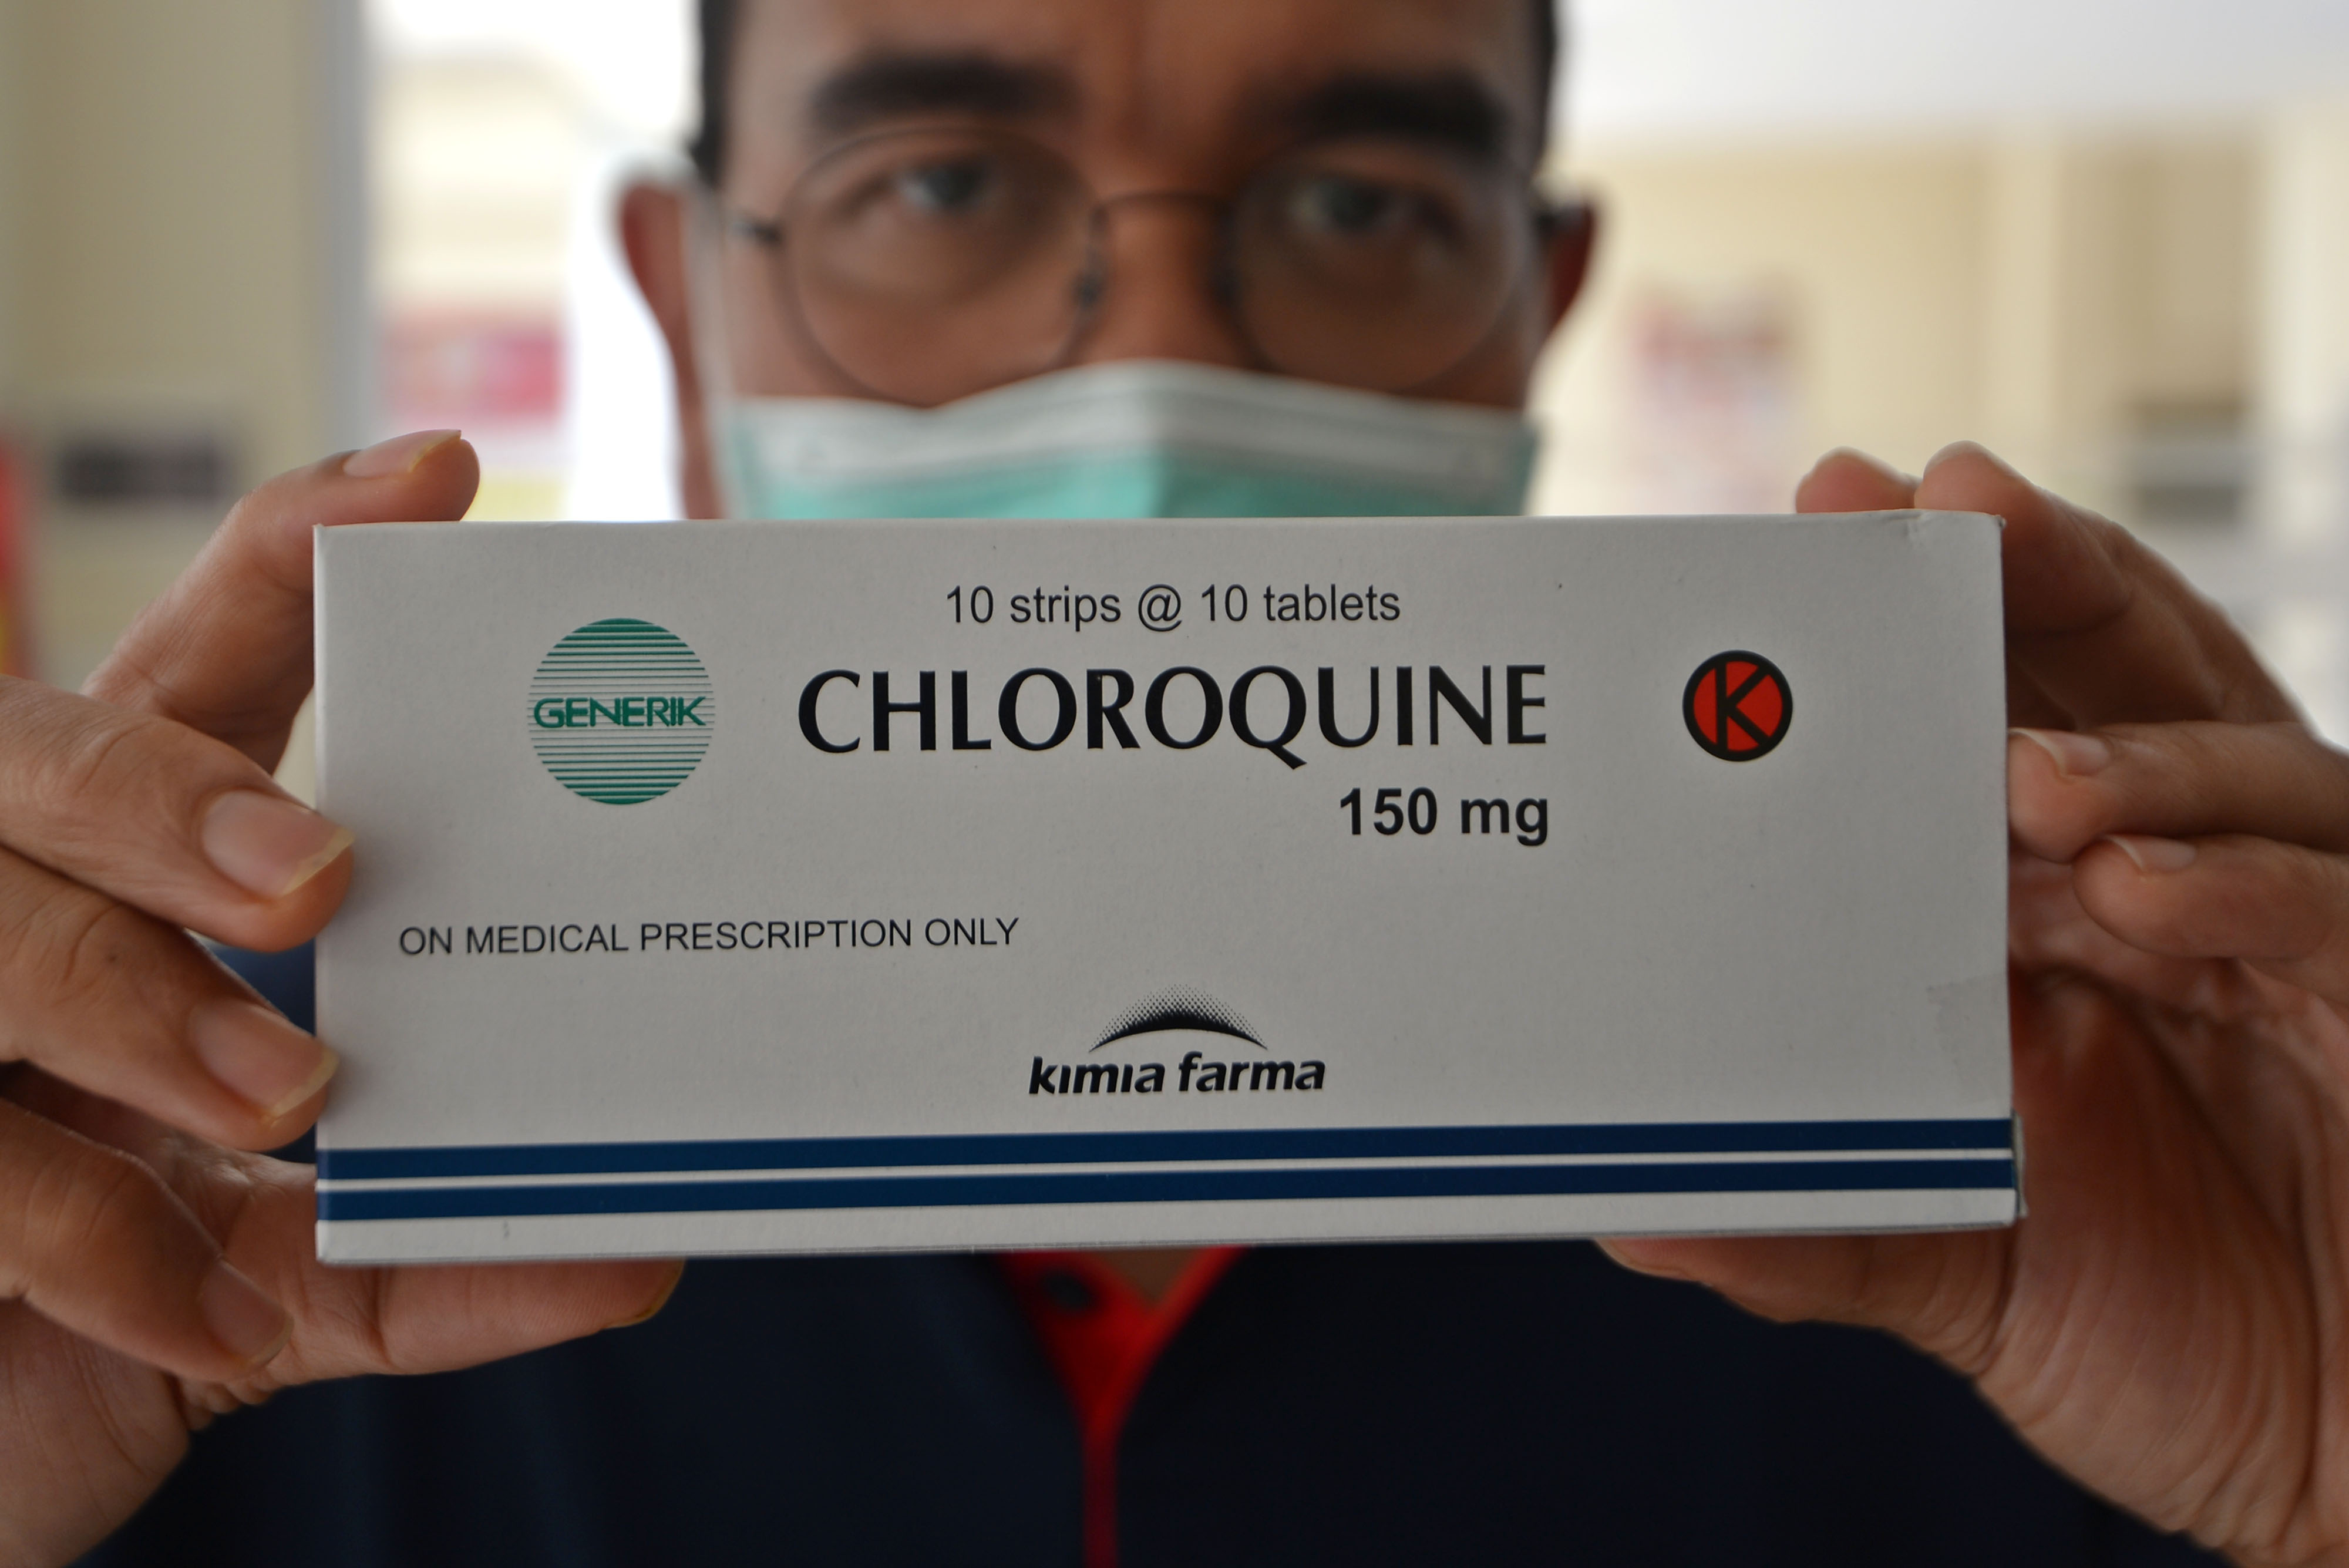 10 strips @ 10 tablets
GENERIK
CHLOROQUINE
K
150 mg
ON MEDICAL PRESCRIPTION ONLY
kimia farma